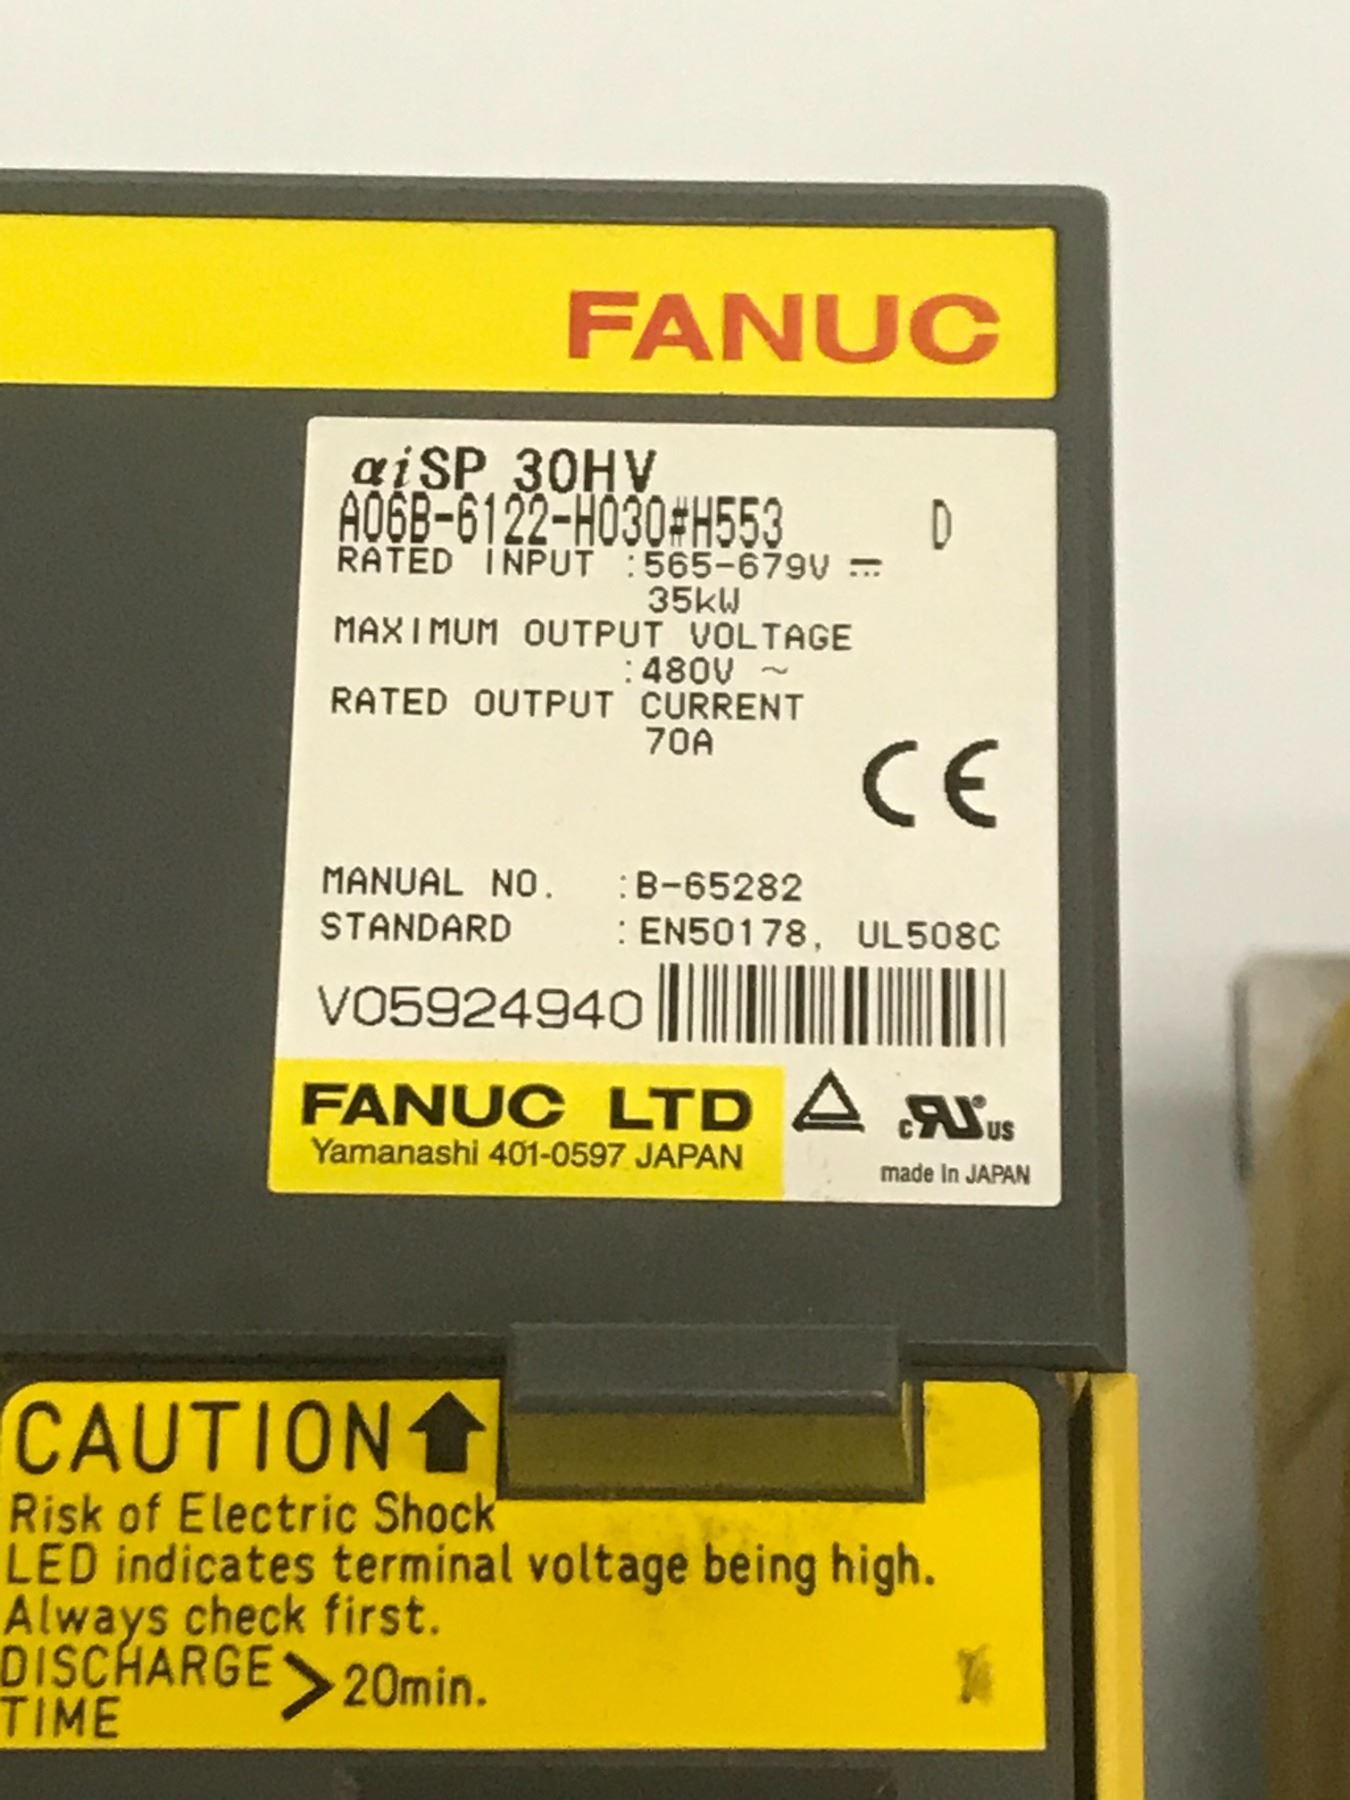 FANUC
αiSP 30HV
A06B-6122-H030#H553 D
RATED INPUT :565-679V ⎓
35kW
MAXIMUM OUTPUT VOLTAGE
:480V ~
RATED OUTPUT CURRENT
70A
CE
MANUAL NO. :B-65282
STANDARD :EN50178, UL508C
V05924940
FANUC LTD
Yamanashi 401-0597 JAPAN
c RU us
made in JAPAN
CAUTION
Risk of Electric Shock
LED indicates terminal voltage being high.
Always check first.
DISCHARGE
TIME > 20min.